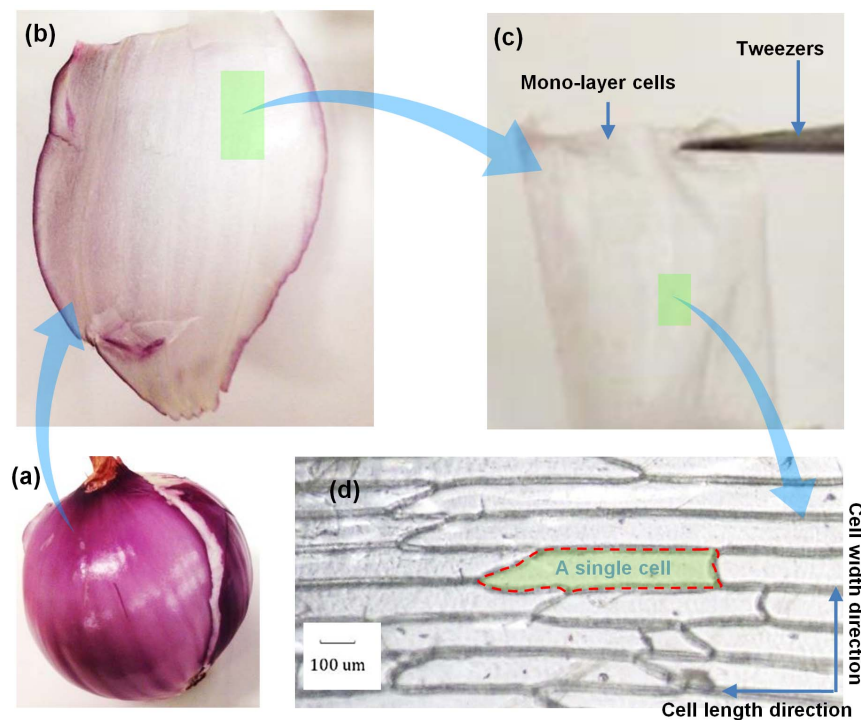 (b)
(c)
Tweezers
Mono-layer cells
(a)
(d)
A single cell
100 um
Cell width direction
Cell length direction